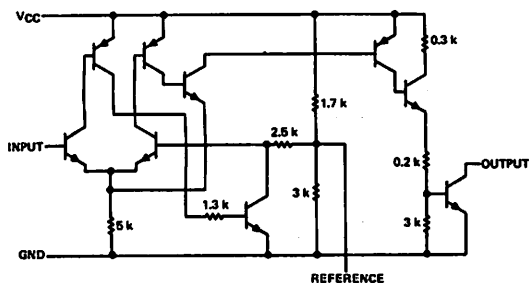 VCC
0.3 k
1.7 k
2.5 k
INPUT
0.2 k
OUTPUT
1.3 k
3 k
3 k
5 k
GND
REFERENCE